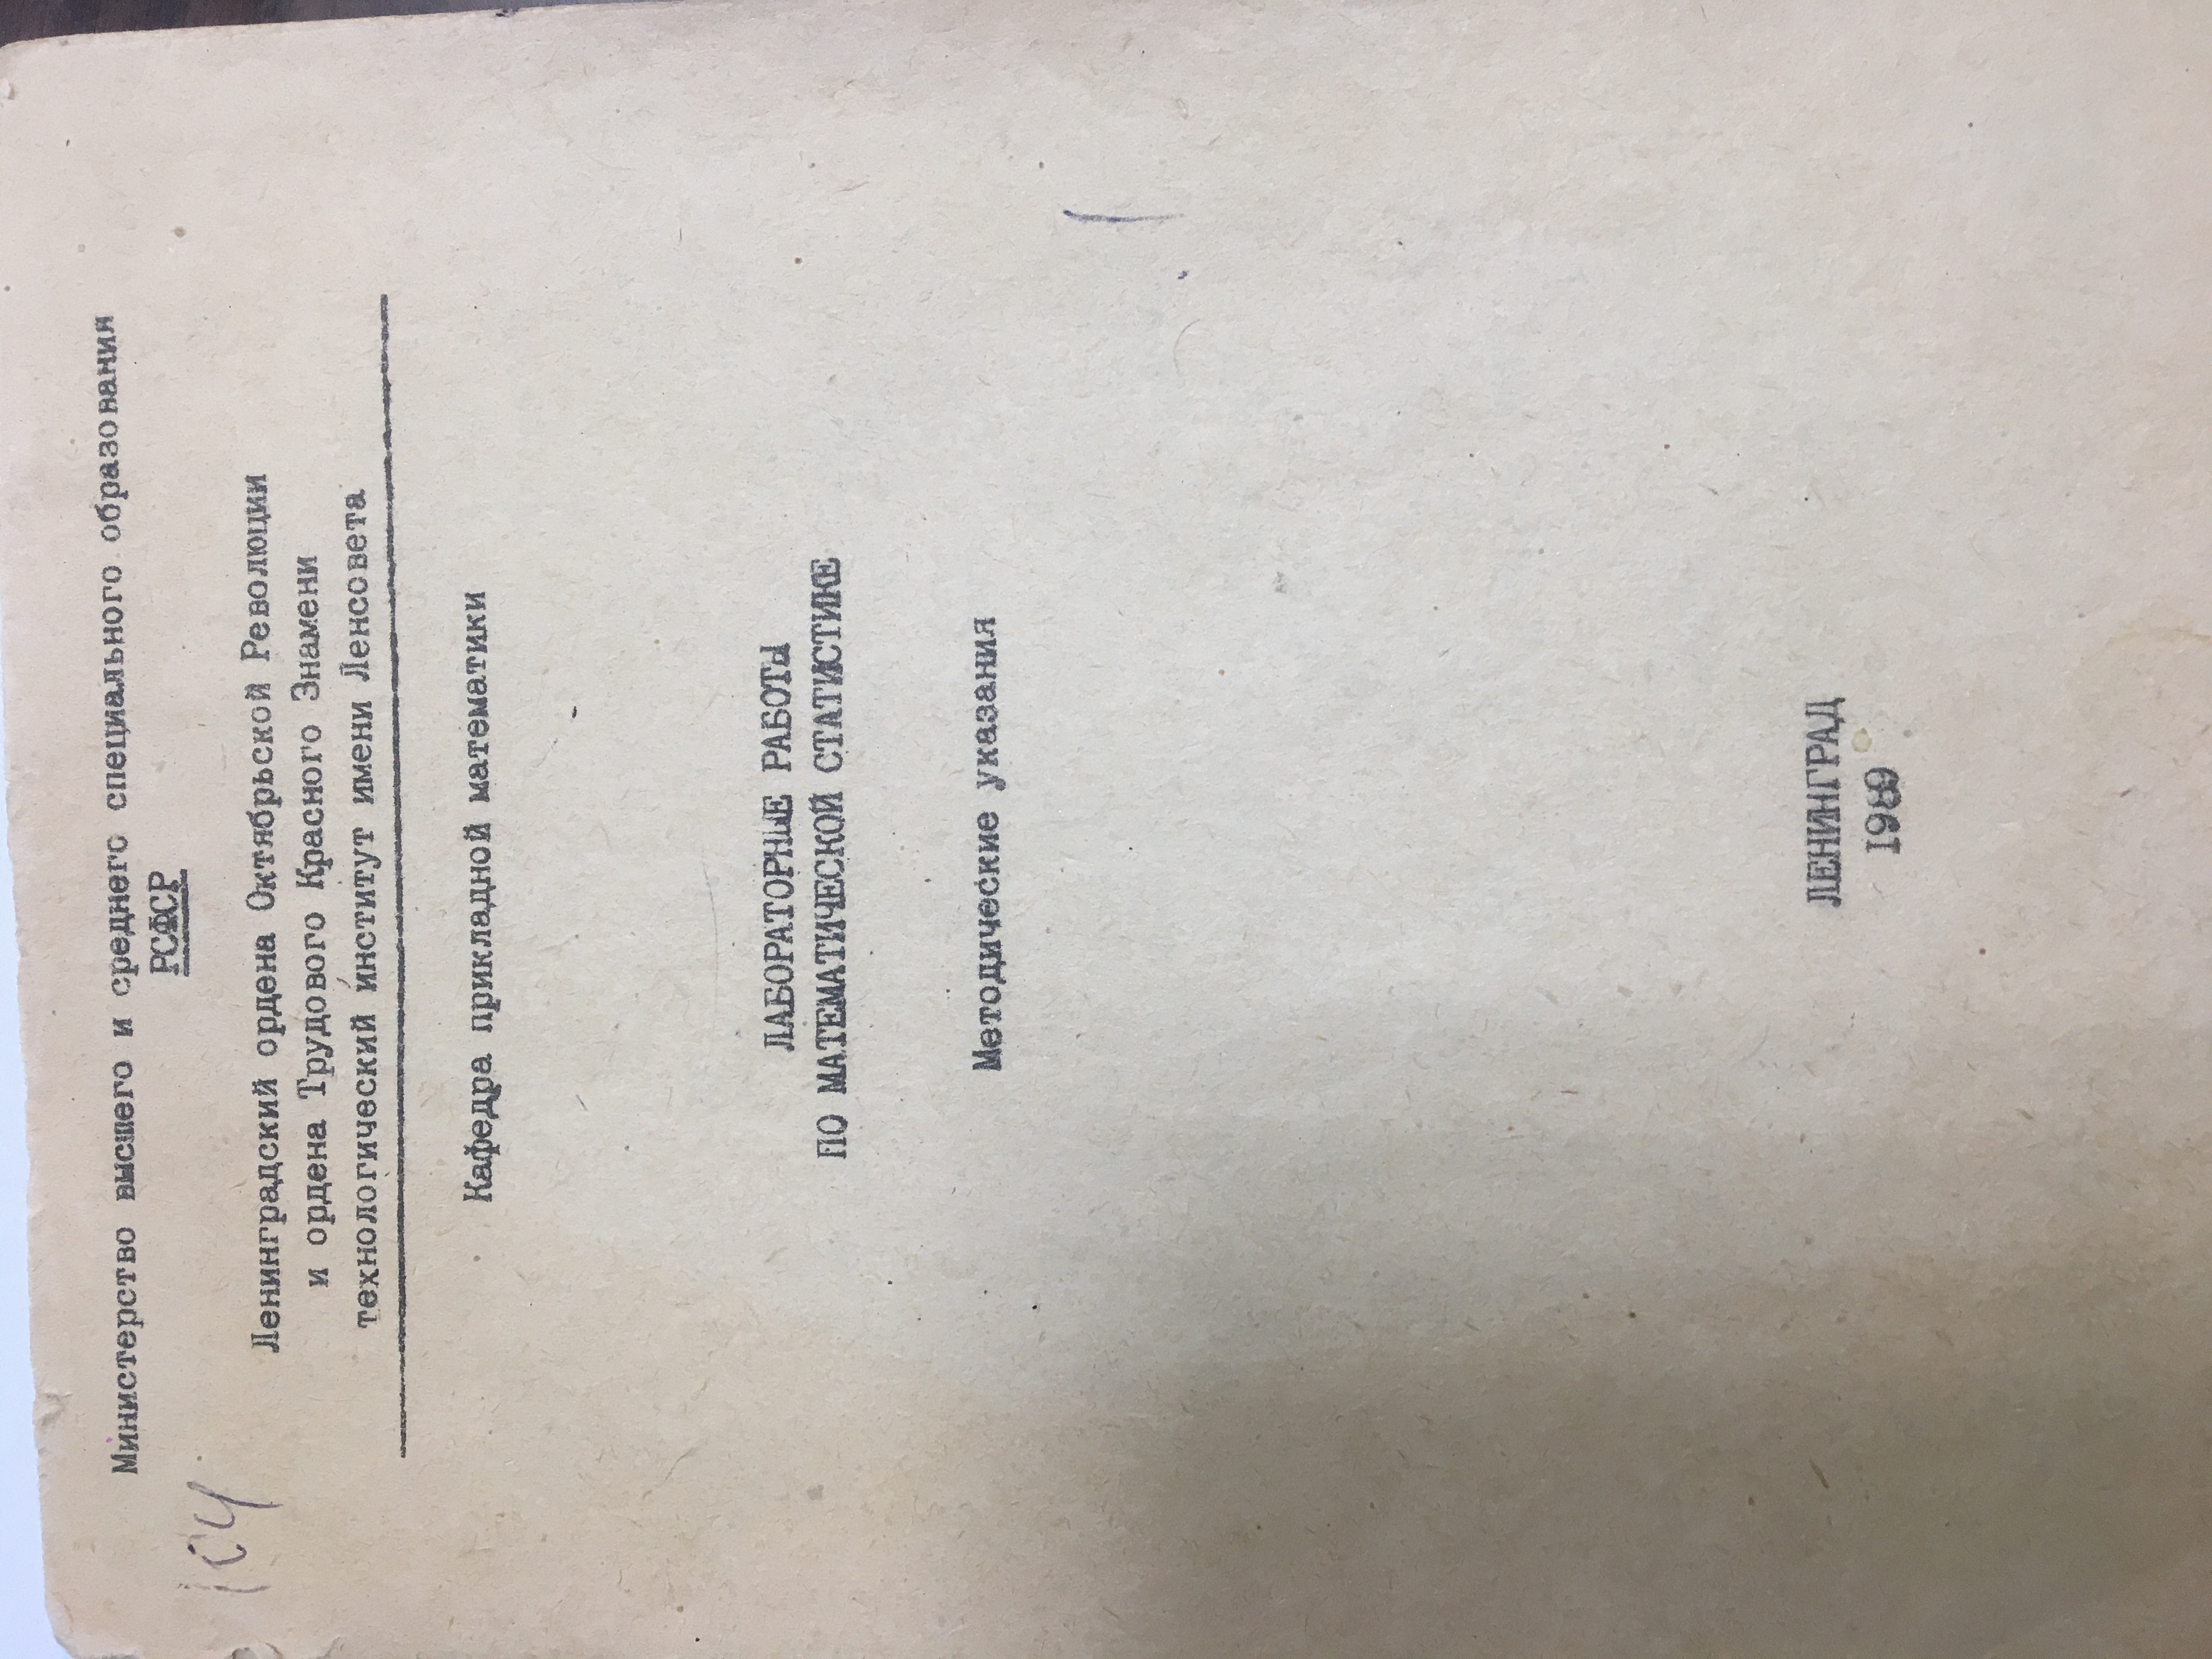 Министерство высшего и среднего специального образования
РСФСР
104
Ленинградский ордена Октябрьской Революции
и ордена Трудового Красного Знамени
технологический институт имени Ленсовета
Кафедра прикладной математики
ЛАБОРАТОРНЫЕ РАБОТЫ
ПО МАТЕМАТИЧЕСКОЙ СТАТИСТИКЕ
Методические указания
ЛЕНИНГРАД
1989